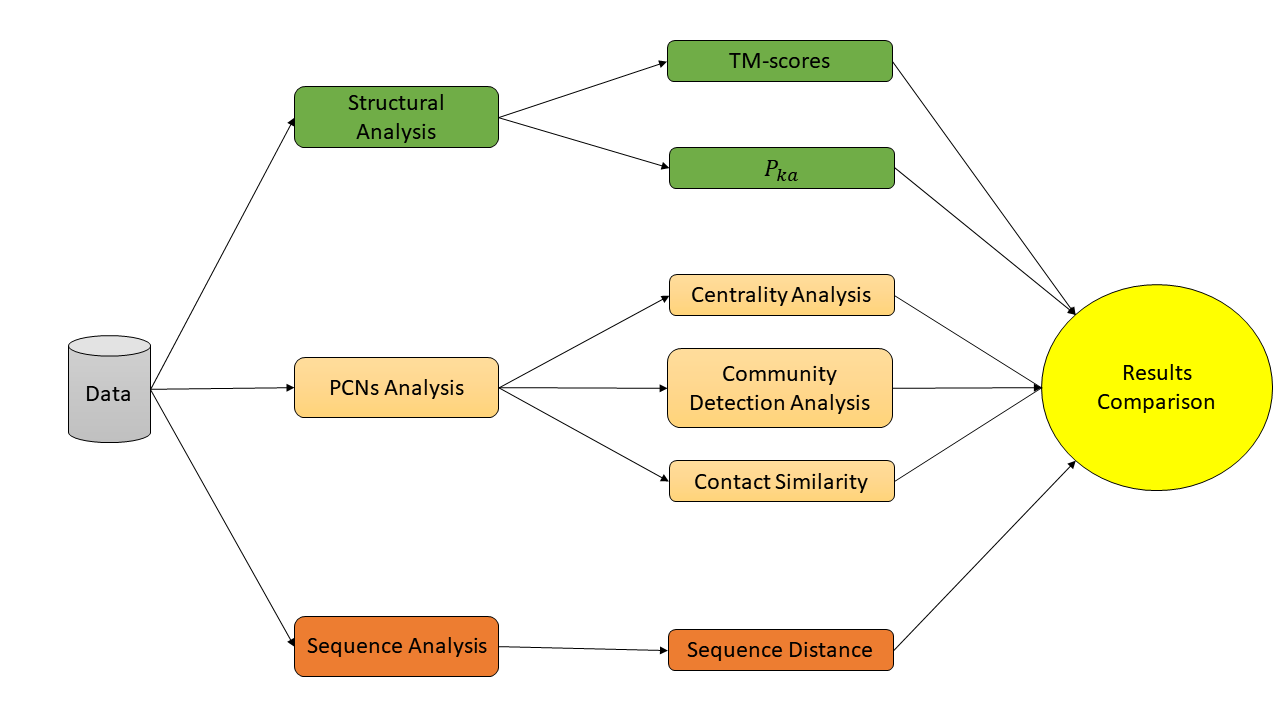 Data
Structural
Analysis
TM-scores
P_{ka}
PCNs Analysis
Centrality Analysis
Community
Detection Analysis
Contact Similarity
Sequence Analysis
Sequence Distance
Results
Comparison